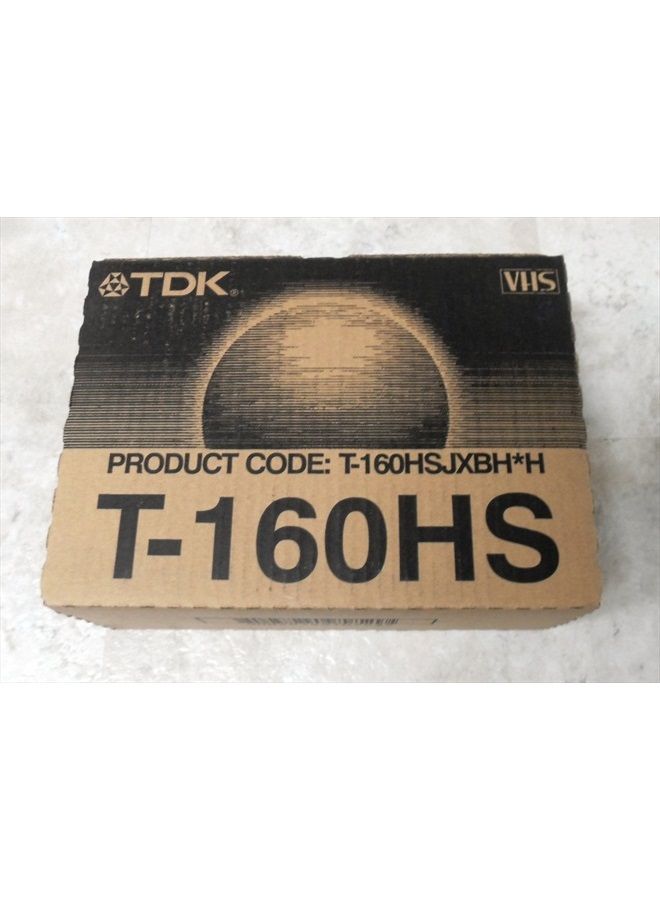 TDK®
VHS
PRODUCT CODE: T-160HSJXBH*H
T-160HS